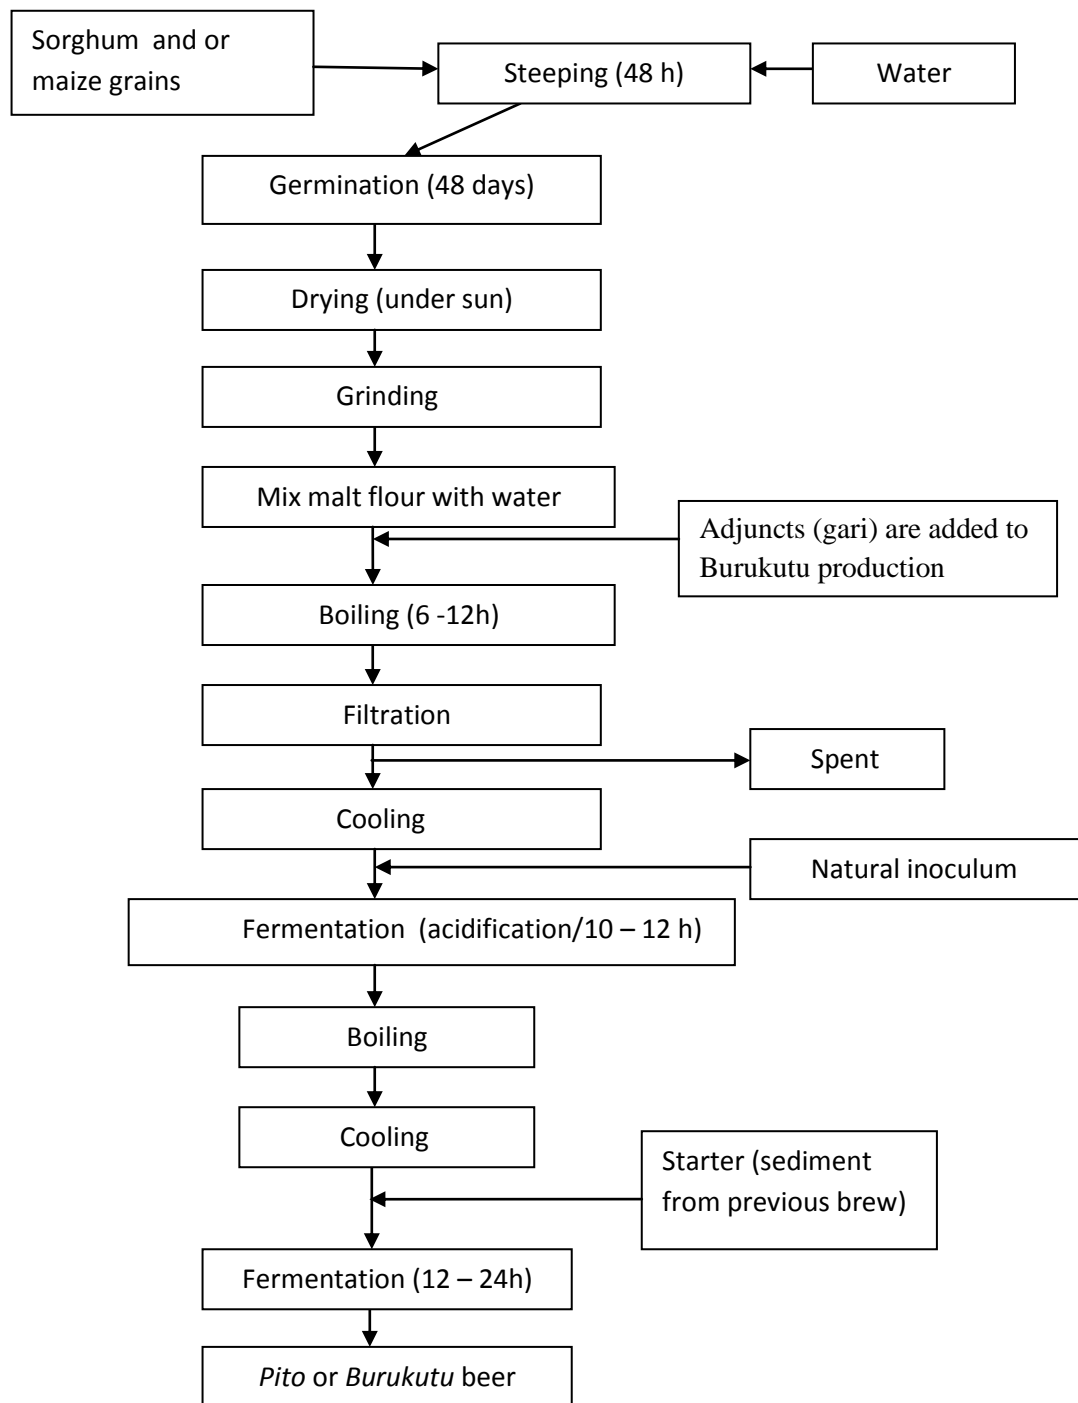 Sorghum and or
maize grains
Steeping (48 h)
Water
Germination (48 days)
Drying (under sun)
Grinding
Mix malt flour with water
Adjuncts (gari) are added to
Burukutu production
Boiling (6 -12h)
Filtration
Spent
Cooling
Natural inoculum
Fermentation (acidification/10 – 12 h)
Boiling
Cooling
Starter (sediment
from previous brew)
Fermentation (12 – 24h)
Pito or Burukutu beer